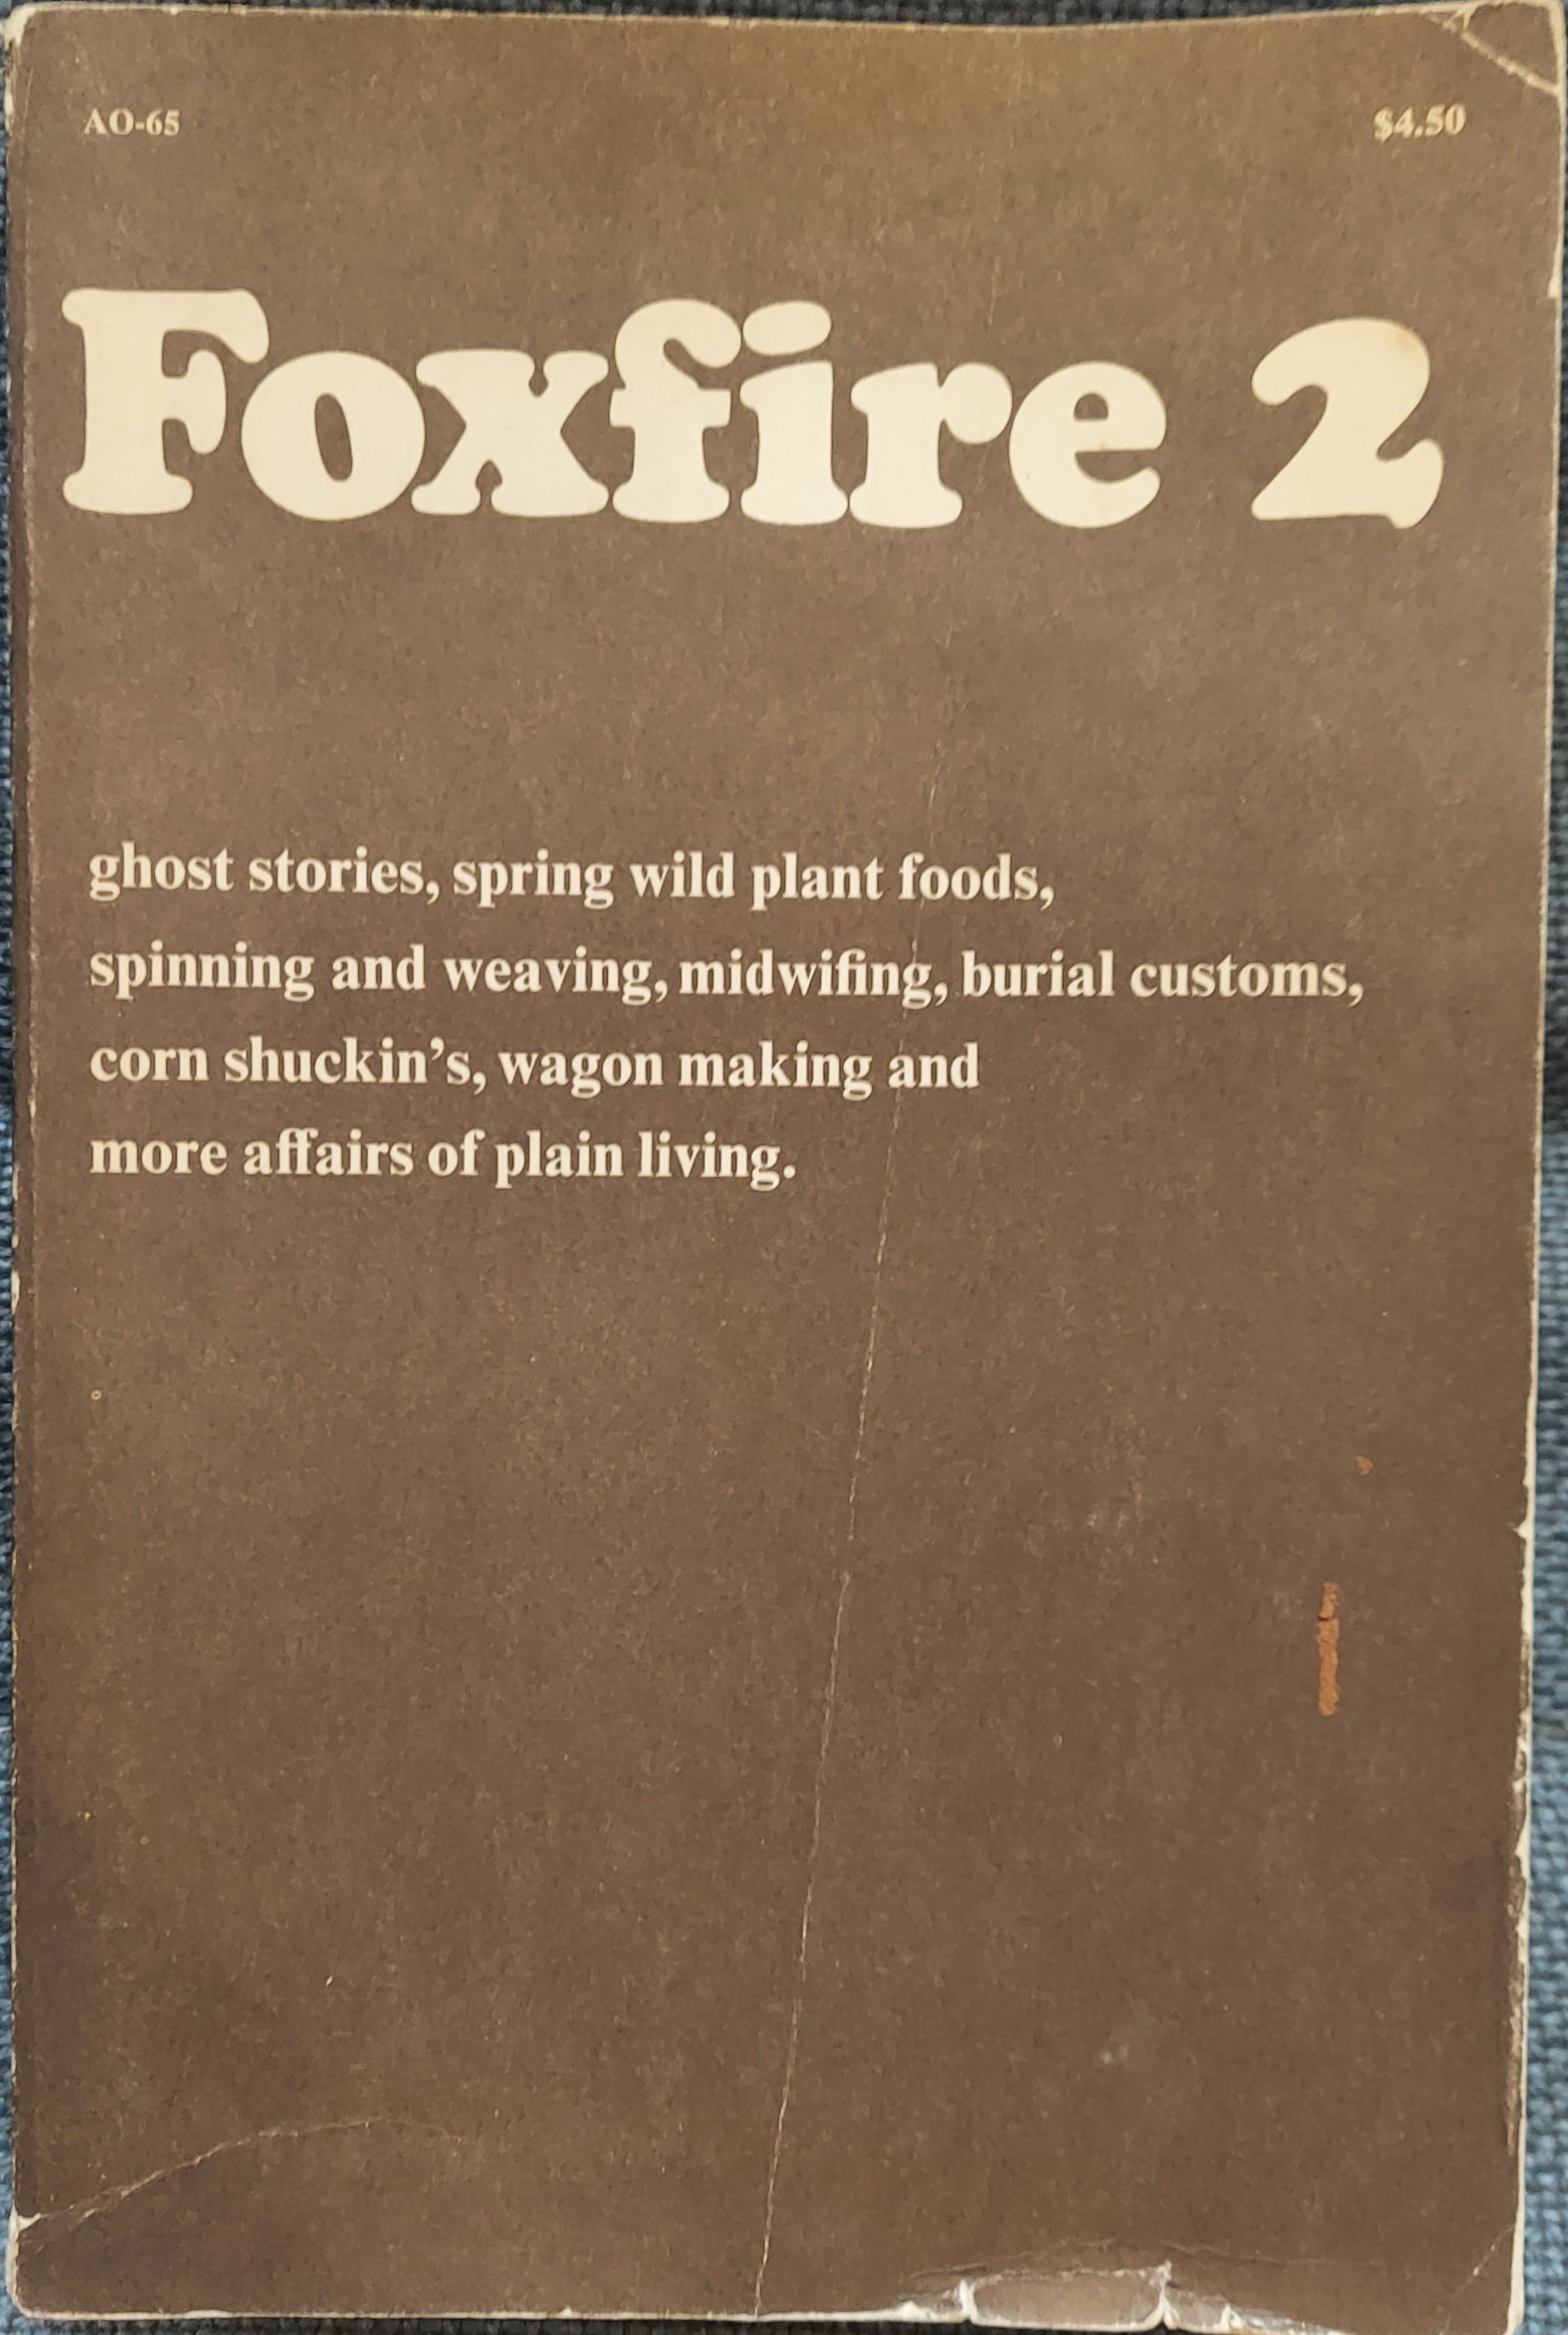 AO-65
$4.50
Foxfire 2
ghost stories, spring wild plant foods,
spinning and weaving, midwifing, burial customs,
corn shuckin’s, wagon making and
more affairs of plain living.